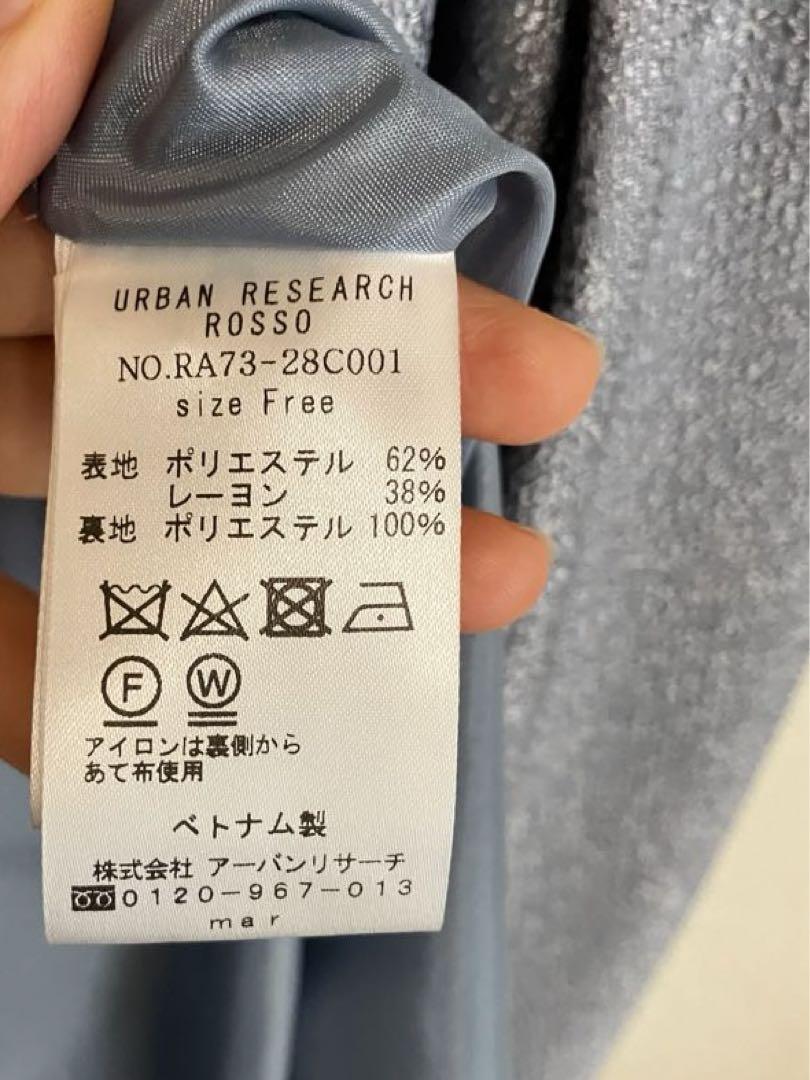 URBAN RESEARCH
ROSSO
NO.RA73-28C001
size Free
表地 ポリエステル 62%
レーヨン 38%
裏地 ポリエステル 100%
F W
アイロンは裏側から
あて布使用
ベトナム製
株式会社 アーバンリサーチ
0120-967-013
mar